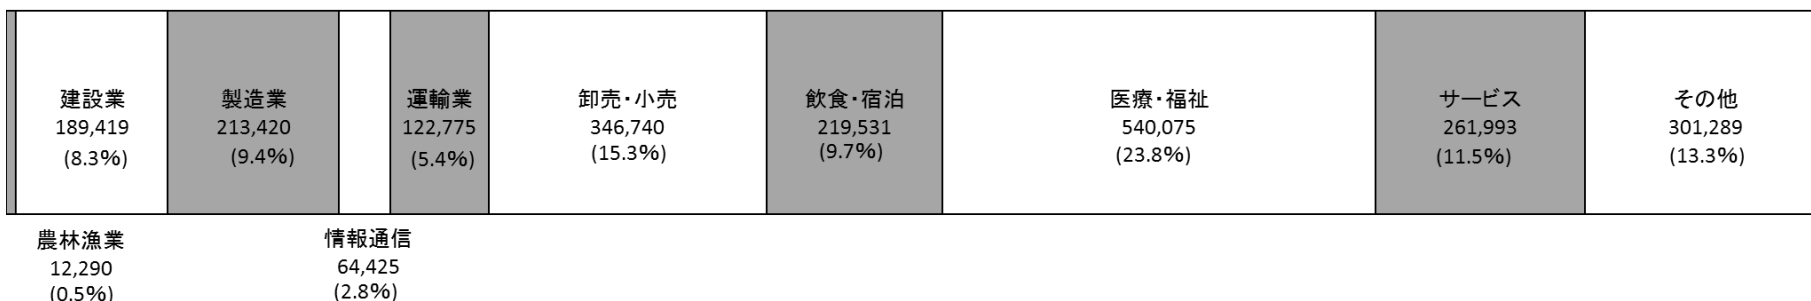 建設業
189,419
(8.3%)
製造業
213,420
(9.4%)
運輸業
122,775
(5.4%)
卸売・小売
346,740
(15.3%)
飲食・宿泊
219,531
(9.7%)
医療・福祉
540,075
(23.8%)
サービス
261,993
(11.5%)
その他
301,289
(13.3%)
農林漁業
12,290
(0.5%)
情報通信
64,425
(2.8%)